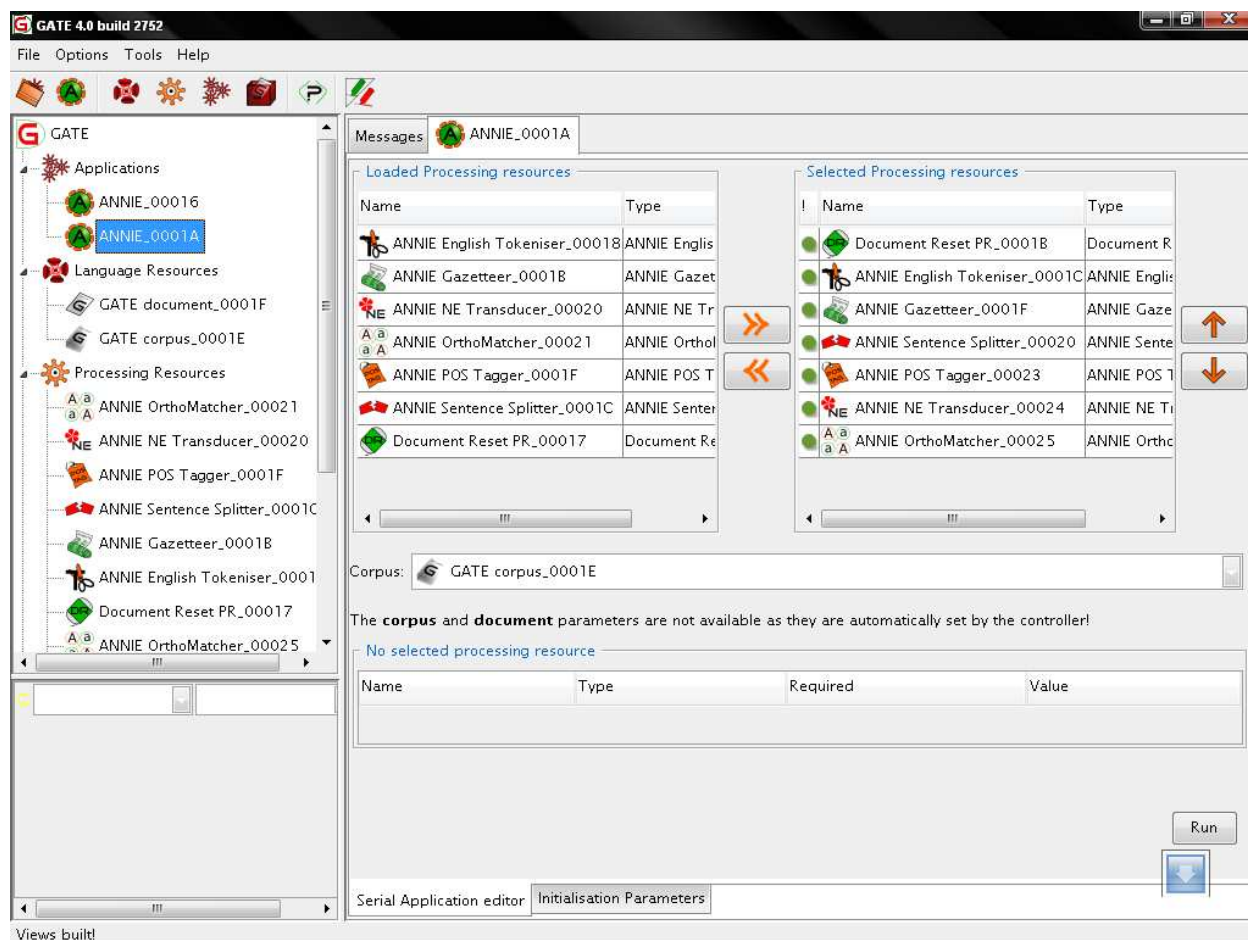 GATE 4.0 build 2752
File Options Tools Help
GATE
Applications
ANNIE_00016
ANNIE_0001A
Language Resources
GATE document_0001F
GATE corpus_0001E
Processing Resources
ANNIE OrthoMatcher_00021
ANNIE NE Transducer_00020
ANNIE POS Tagger_0001F
ANNIE Sentence Splitter_0001C
ANNIE Gazetteer_0001B
ANNIE English Tokeniser_0001
Document Reset PR_00017
ANNIE OrthoMatcher_00025
Messages ANNIE_0001A
Loaded Processing resources
Name Type
ANNIE English Tokeniser_00018 ANNIE Englis
ANNIE Gazetteer_0001B ANNIE Gazet
ANNIE NE Transducer_00020 ANNIE NE Tr
ANNIE OrthoMatcher_00021 ANNIE Orthol
ANNIE POS Tagger_0001F ANNIE POS T
ANNIE Sentence Splitter_0001C ANNIE Senter
Document Reset PR_00017 Document Re
Selected Processing resources
! Name Type
Document Reset PR_0001B Document R
ANNIE English Tokeniser_0001C ANNIE Englis
ANNIE Gazetteer_0001F ANNIE Gaze
ANNIE Sentence Splitter_00020 ANNIE Sente
ANNIE POS Tagger_00023 ANNIE POS T
ANNIE NE Transducer_00024 ANNIE NE Tr
ANNIE OrthoMatcher_00025 ANNIE Ortho
Corpus: GATE corpus_0001E
The corpus and document parameters are not available as they are automatically set by the controller!
No selected processing resource
Name Type Required Value
Run
Serial Application editor Initialisation Parameters
Views built!